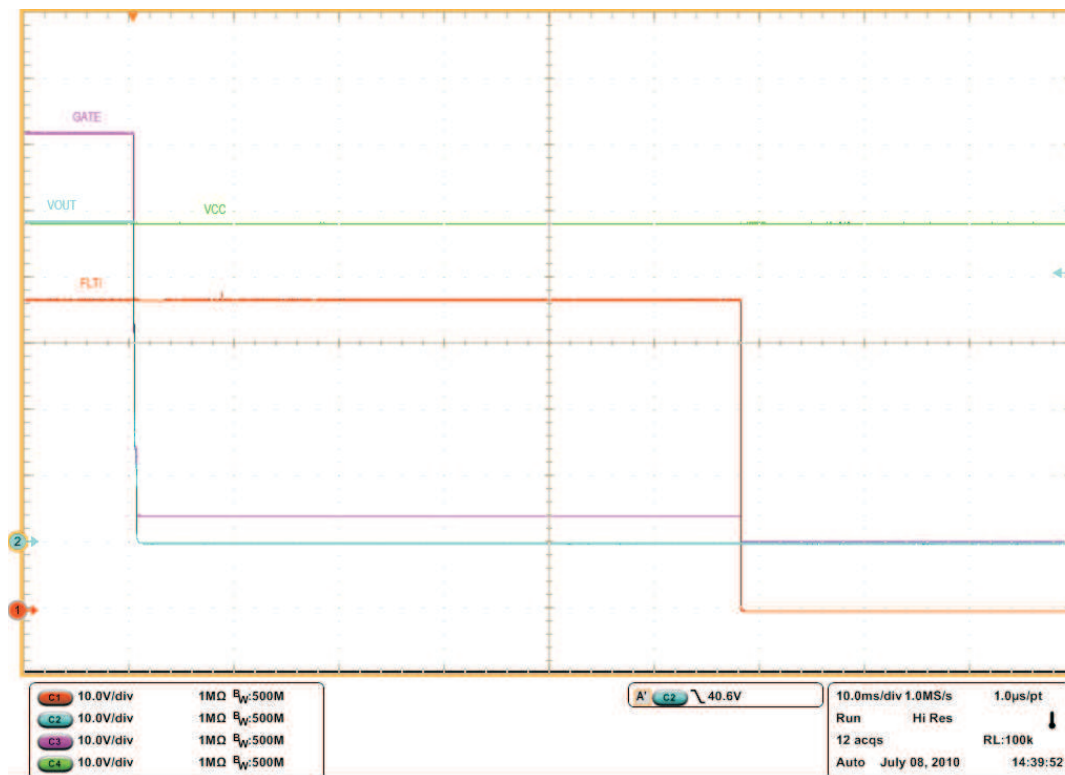 GATE
VOUT
VCC
FLTI
2
1
C1 10.0V/div 1MΩ BW:500M
C2 10.0V/div 1MΩ BW:500M
C3 10.0V/div 1MΩ BW:500M
C4 10.0V/div 1MΩ BW:500M
A' C2 40.6V
10.0ms/div 1.0MS/s 1.0µs/pt
Run Hi Res
12 acqs RL:100k
Auto July 08, 2010 14:39:52